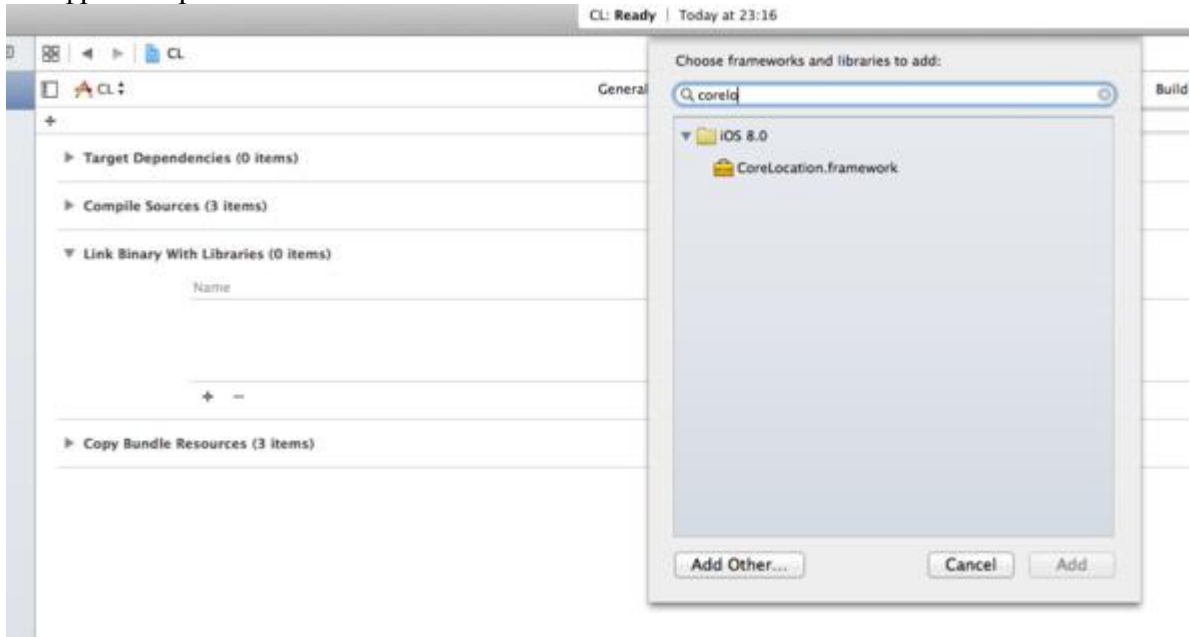 CL: Ready | Today at 23:16
CL
CL
General
Build
Choose frameworks and libraries to add:
corelo
iOS 8.0
CoreLocation.framework
Target Dependencies (0 items)
Compile Sources (3 items)
Link Binary With Libraries (0 items)
Name
+ −
Copy Bundle Resources (3 items)
Add Other...
Cancel
Add